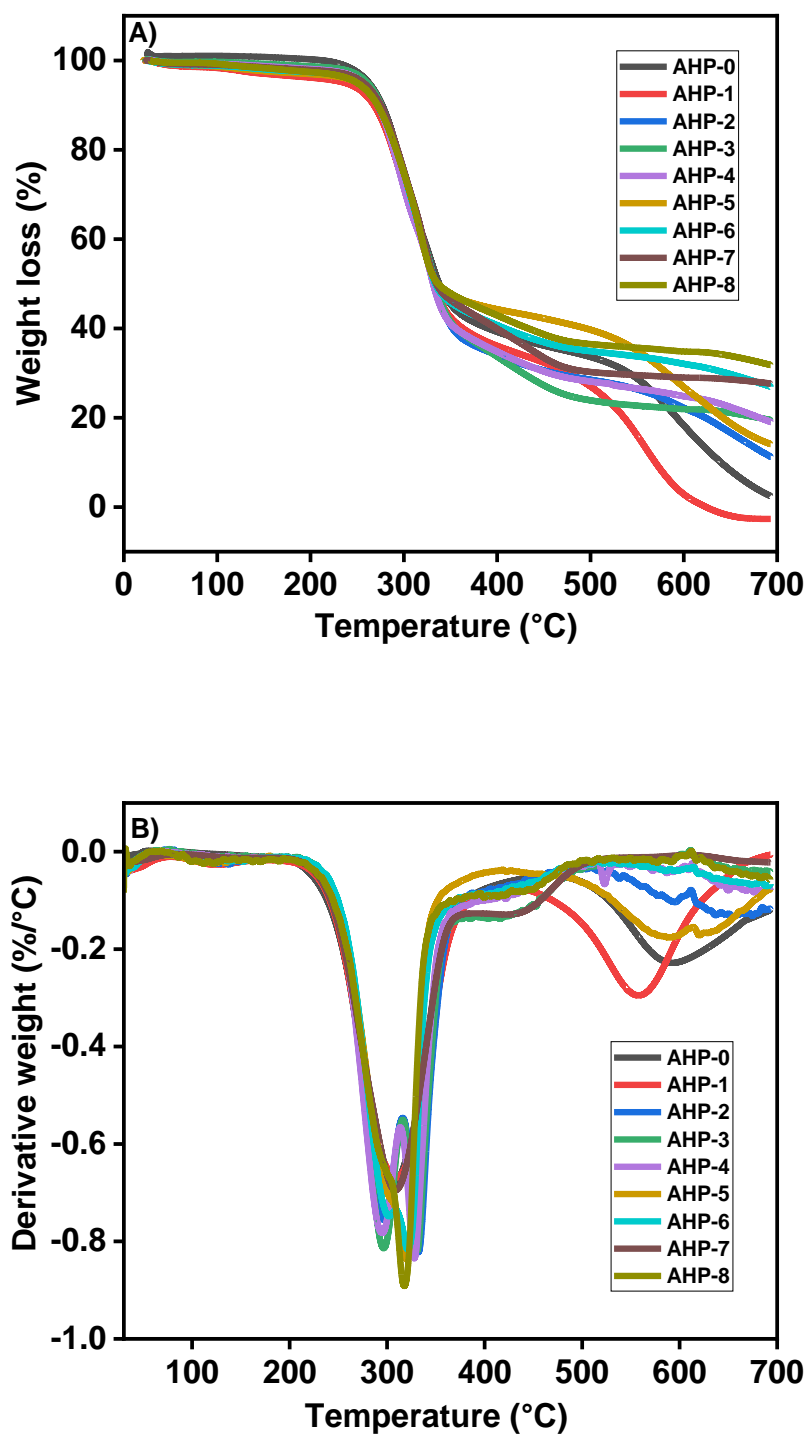 A)
Weight loss (%)
100
80
60
40
20
0
AHP-0
AHP-1
AHP-2
AHP-3
AHP-4
AHP-5
AHP-6
AHP-7
AHP-8
0 100 200 300 400 500 600 700
Temperature (°C)
B)
Derivative weight (%/°C)
0.0
-0.2
-0.4
-0.6
-0.8
-1.0
AHP-0
AHP-1
AHP-2
AHP-3
AHP-4
AHP-5
AHP-6
AHP-7
AHP-8
100 200 300 400 500 600 700
Temperature (°C)